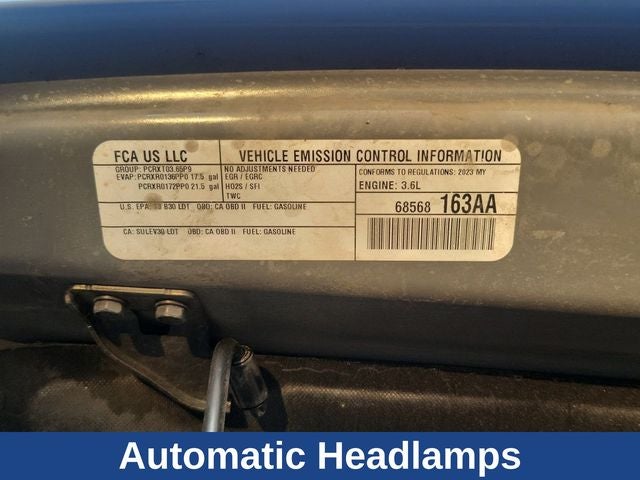 FCA US LLC
VEHICLE EMISSION CONTROL INFORMATION
GROUP: PCRXT03.65P9
EVAP: PCRXR0136PP0 17.5 gal
PCRXR0172PP0 21.5 gal
NO ADJUSTMENTS NEEDED
EGR / EGRC
HO2S / SFI
TWC
CONFORMS TO REGULATIONS: 2023 MY
ENGINE: 3.6L
U.S. EPA: T3 B30 LDT OBD: CA OBD II FUEL: GASOLINE
68568 163AA
CA: SULEV30 LDT OBD: CA OBD II FUEL: GASOLINE
Automatic Headlamps